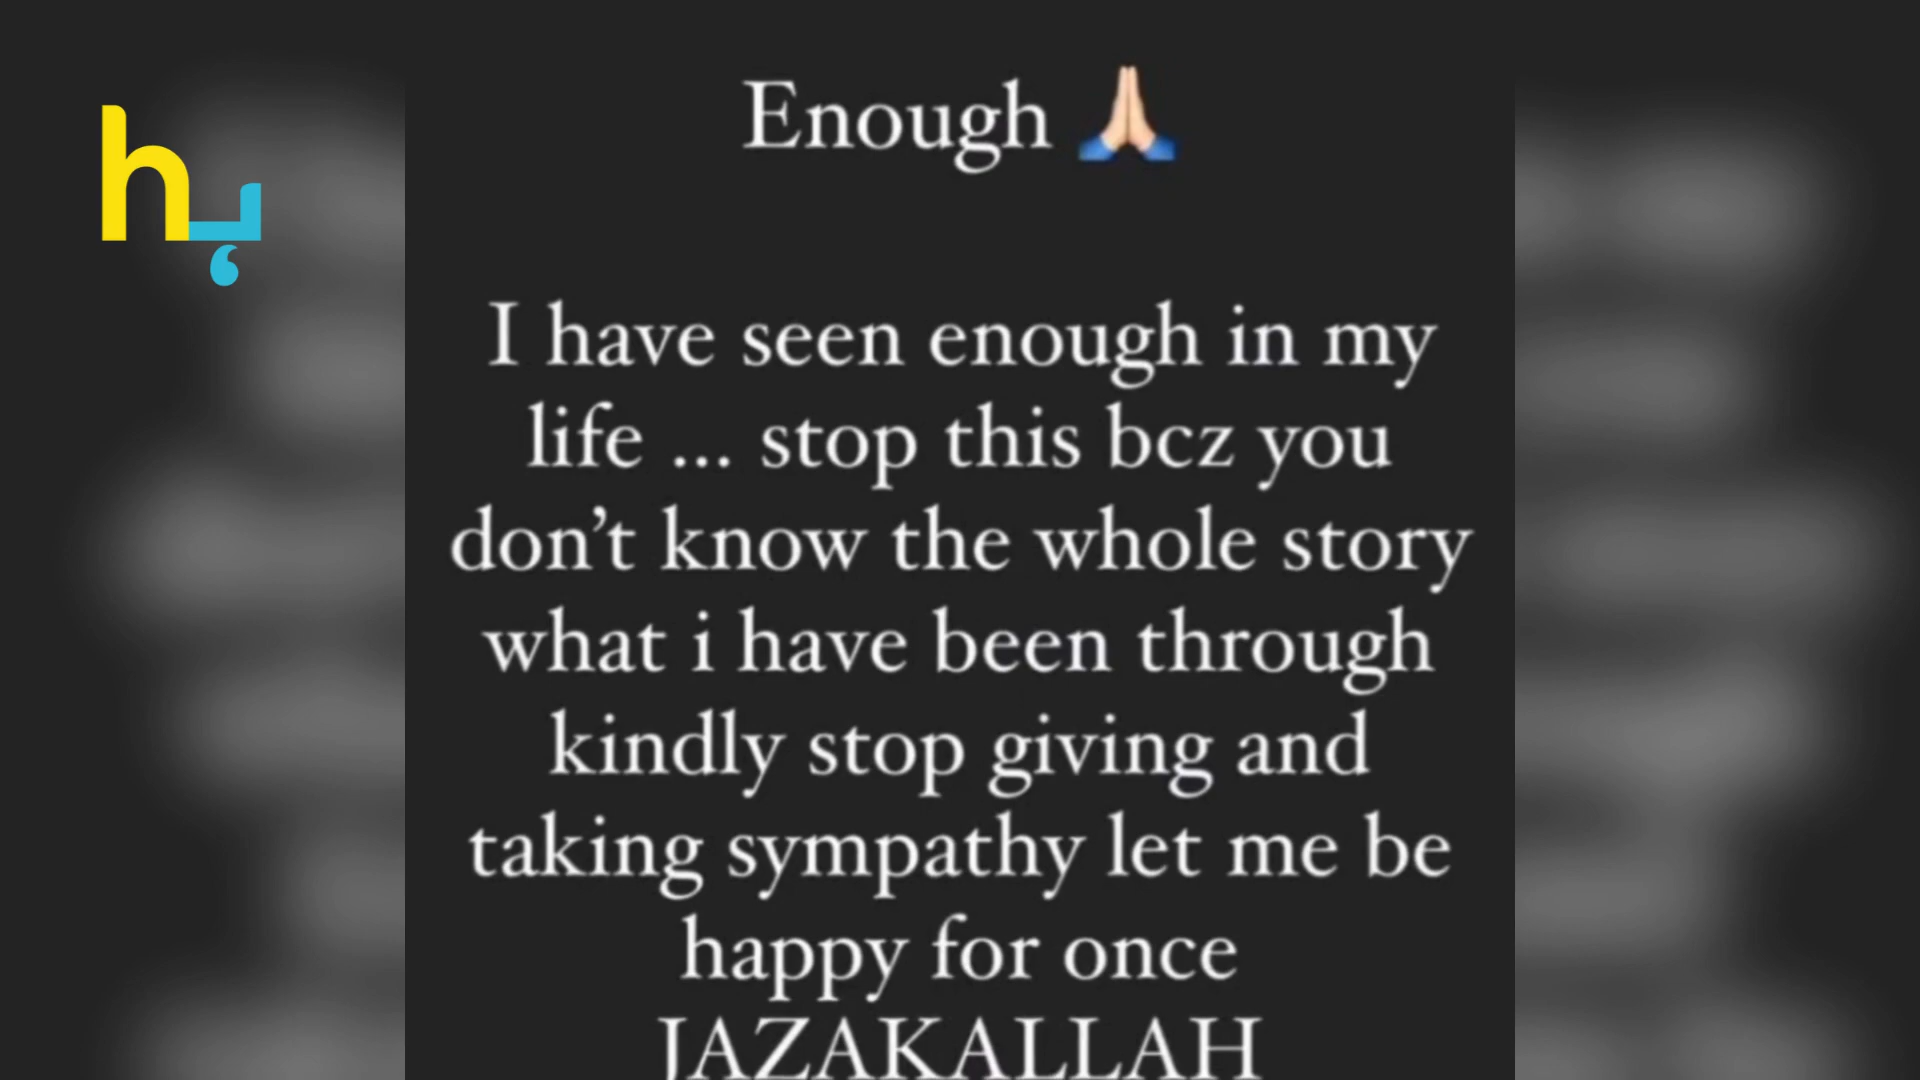 Enough 🙏🏻
I have seen enough in my
life ... stop this bcz you
don’t know the whole story
what i have been through
kindly stop giving and
taking sympathy let me be
happy for once
JAZAKALLAH